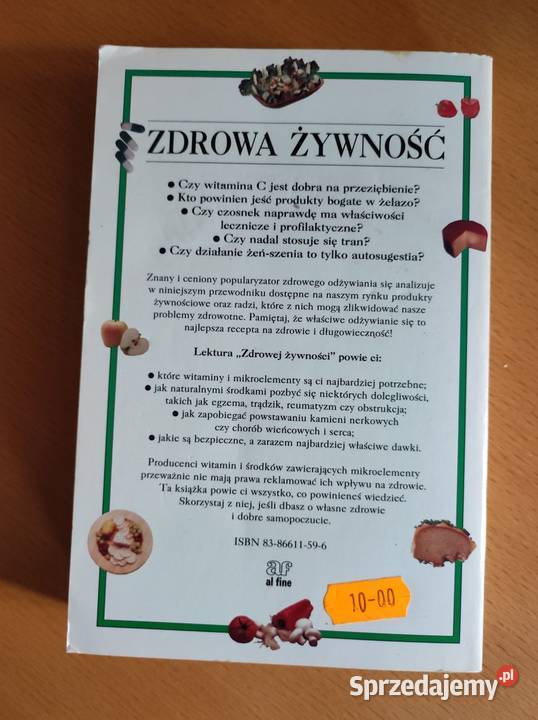 ZDROWA ŻYWNOŚĆ
● Czy witamina C jest dobra na przeziębienie?
● Kto powinien jeść produkty bogate w żelazo?
● Czy czosnek naprawdę ma właściwości
lecznicze i profilaktyczne?
● Czy nadal stosuje się tran?
● Czy działanie żeń-szenia to tylko autosugestia?
Znany i ceniony popularyzator zdrowego odżywiania się analizuje
w niniejszym przewodniku dostępne na naszym rynku produkty
żywnościowe oraz radzi, które z nich mogą zlikwidować nasze
problemy zdrowotne. Pamiętaj, że właściwe odżywianie się to
najlepsza recepta na zdrowie i długowieczność!
Lektura „Zdrowej żywności” powie ci:
● które witaminy i mikroelementy są ci najbardziej potrzebne;
● jak naturalnymi środkami pozbyć się niektórych dolegliwości,
takich jak egzema, trądzik, reumatyzm czy obstrukcja;
● jak zapobiegać powstawaniu kamieni nerkowych
czy chorób wieńcowych i serca;
● jakie są bezpieczne, a zarazem najbardziej właściwe dawki.
Producenci witamin i środków zawierających mikroelementy
przeważnie nie mają prawa reklamować ich wpływu na zdrowie.
Ta książka powie ci wszystko, co powinieneś wiedzieć.
Skorzystaj z niej, jeśli dbasz o własne zdrowie
i dobre samopoczucie.
ISBN 83-86611-59-6
af
al fine
10-00
Sprzedajemy.pl